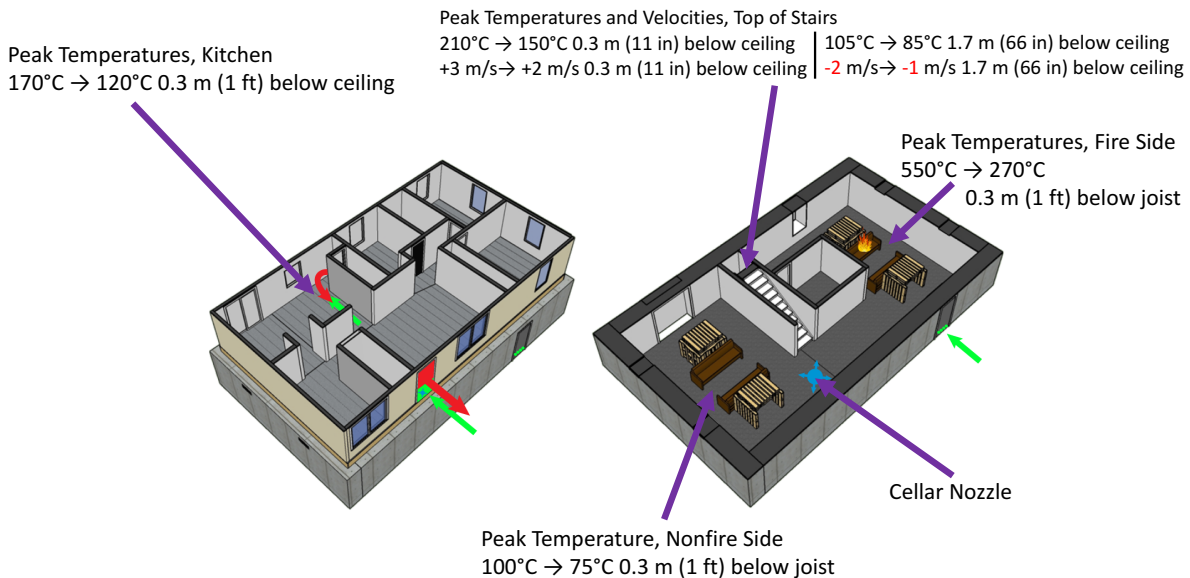 Peak Temperatures and Velocities, Top of Stairs
210°C → 150°C 0.3 m (11 in) below ceiling
+3 m/s→ +2 m/s 0.3 m (11 in) below ceiling
105°C → 85°C 1.7 m (66 in) below ceiling
-2 m/s→ -1 m/s 1.7 m (66 in) below ceiling
Peak Temperatures, Kitchen
170°C → 120°C 0.3 m (1 ft) below ceiling
Peak Temperatures, Fire Side
550°C → 270°C
0.3 m (1 ft) below joist
Cellar Nozzle
Peak Temperature, Nonfire Side
100°C → 75°C 0.3 m (1 ft) below joist